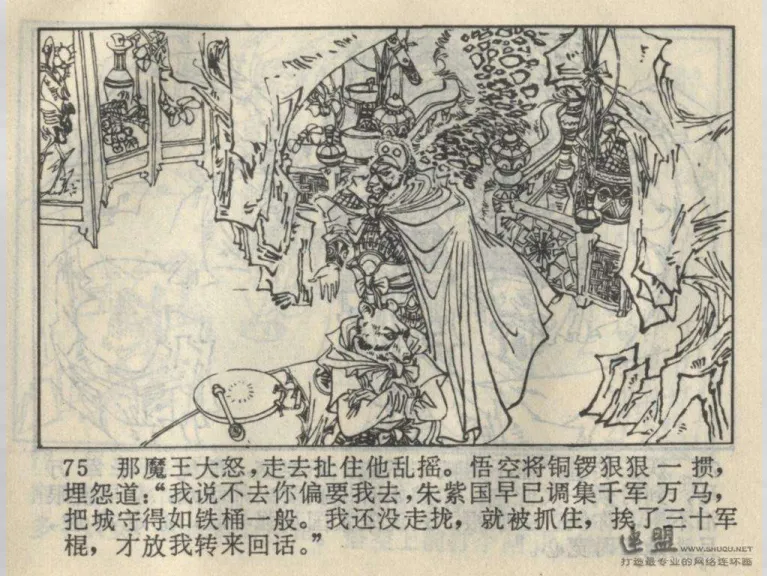 75 那魔王大怒，走去扯住他乱摇。悟空将铜锣狠狠一掼，
埋怨道：“我说不去你偏要我去，朱紫国早已调集千军万马，
把城守得如铁桶一般。我还没走拢，就被抓住，挨了三十军
棍，才放我转来回话。”
连盟 WWW.SHUQU.NET
打造最专业的网络连环画